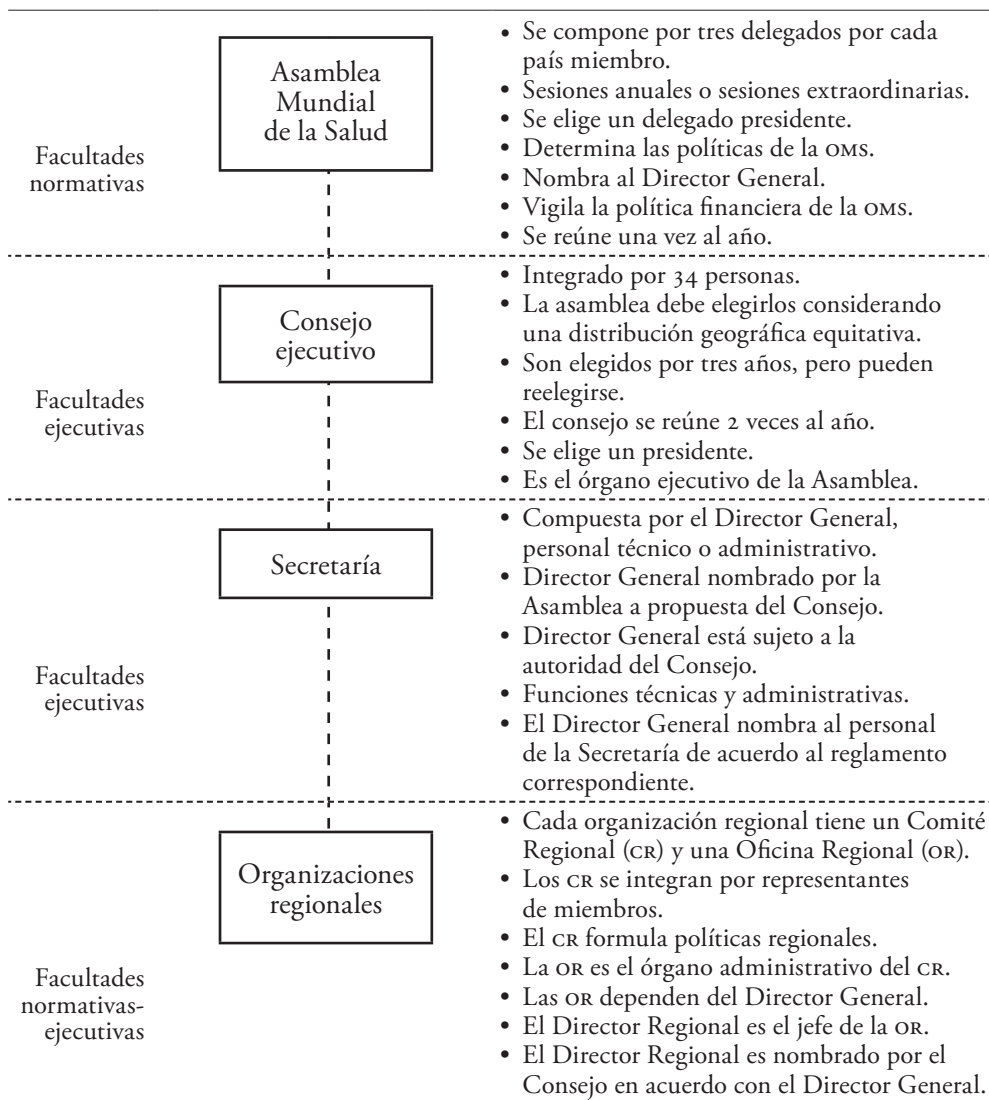 Facultades
normativas
Asamblea
Mundial
de la Salud
• Se compone por tres delegados por cada
país miembro.
• Sesiones anuales o sesiones extraordinarias.
• Se elige un delegado presidente.
• Determina las políticas de la OMS.
• Nombra al Director General.
• Vigila la política financiera de la OMS.
• Se reúne una vez al año.
Facultades
ejecutivas
Consejo
ejecutivo
• Integrado por 34 personas.
• La asamblea debe elegirlos considerando
una distribución geográfica equitativa.
• Son elegidos por tres años, pero pueden
reelegirse.
• El consejo se reúne 2 veces al año.
• Se elige un presidente.
• Es el órgano ejecutivo de la Asamblea.
Facultades
ejecutivas
Secretaría
• Compuesta por el Director General,
personal técnico o administrativo.
• Director General nombrado por la
Asamblea a propuesta del Consejo.
• Director General está sujeto a la
autoridad del Consejo.
• Funciones técnicas y administrativas.
• El Director General nombra al personal
de la Secretaría de acuerdo al reglamento
correspondiente.
Facultades
normativas-
ejecutivas
Organizaciones
regionales
• Cada organización regional tiene un Comité
Regional (CR) y una Oficina Regional (OR).
• Los CR se integran por representantes
de miembros.
• El CR formula políticas regionales.
• La OR es el órgano administrativo del CR.
• Las OR dependen del Director General.
• El Director Regional es el jefe de la OR.
• El Director Regional es nombrado por el
Consejo en acuerdo con el Director General.